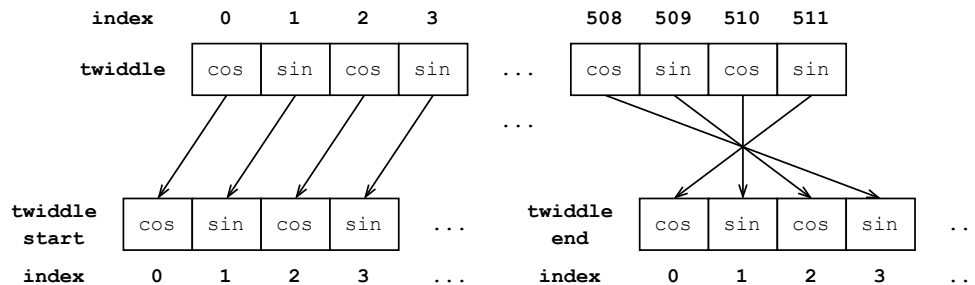 index 0 1 2 3 508 509 510 511
twiddle cos sin cos sin ... cos sin cos sin
...
twiddle start cos sin cos sin ... twiddle end cos sin cos sin ..
index 0 1 2 3 ... index 0 1 2 3 ..